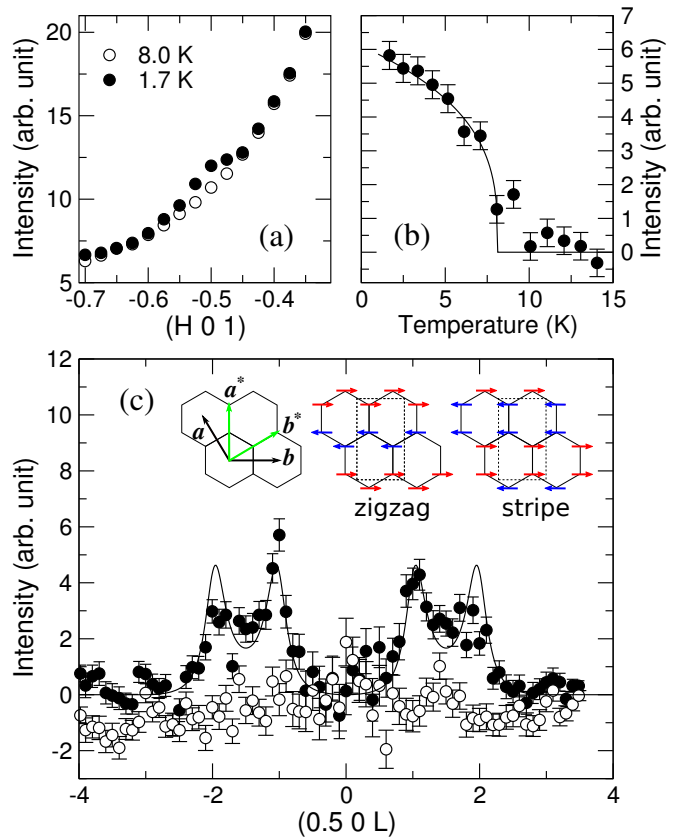 20
15
10
5
Intensity (arb. unit)
8.0 K
1.7 K
(a)
-0.7 -0.6 -0.5 -0.4
(H 0 1)
(b)
6
5
4
3
2
1
0
Intensity (arb. unit)
0 5 10 15
Temperature (K)
12
10
8
6
4
2
0
-2
Intensity (arb. unit)
(c)
a*
b*
a
b
zigzag
stripe
-4 -2 0 2 4
(0.5 0 L)